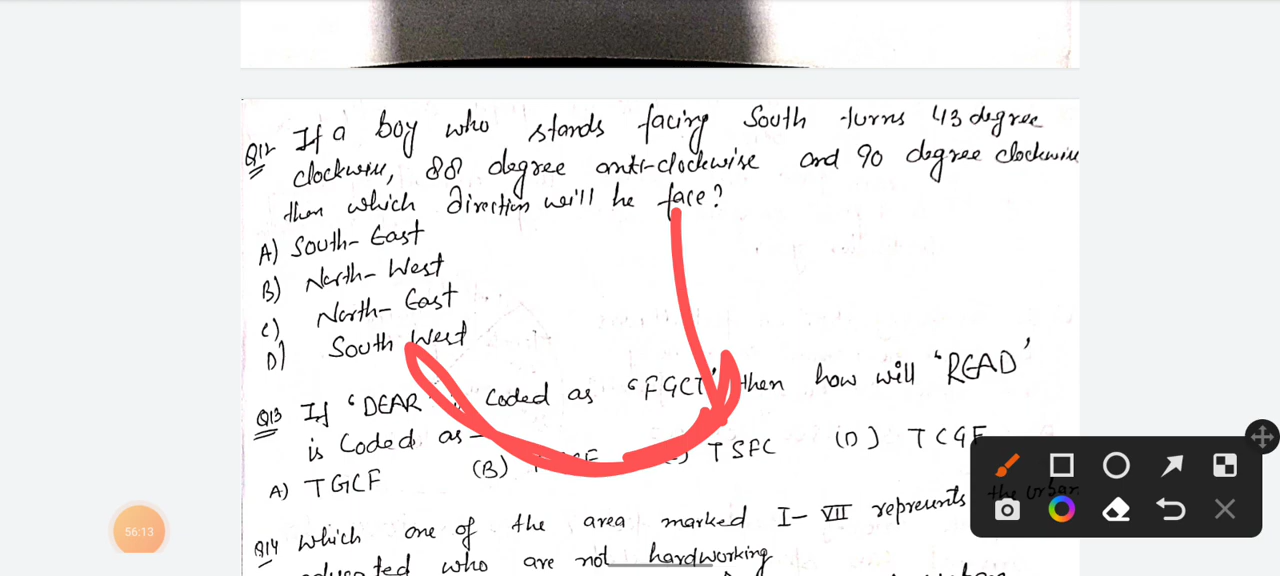 Q12 If a boy who stands facing South turns 43 degree
clockwise, 88 degree anti-clockwise and 90 degree clockwise
then which direction will he face?
A) South-East
B) North-West
C) North-East
D) South West
Q13 If 'DEAR' coded as 'FGCT' then how will 'READ'
is coded as-
A) TGCF (B) TSFC (D) TCGF
Q14 which one of the area marked I-VII represents the urban
who are not hardworking
56:13